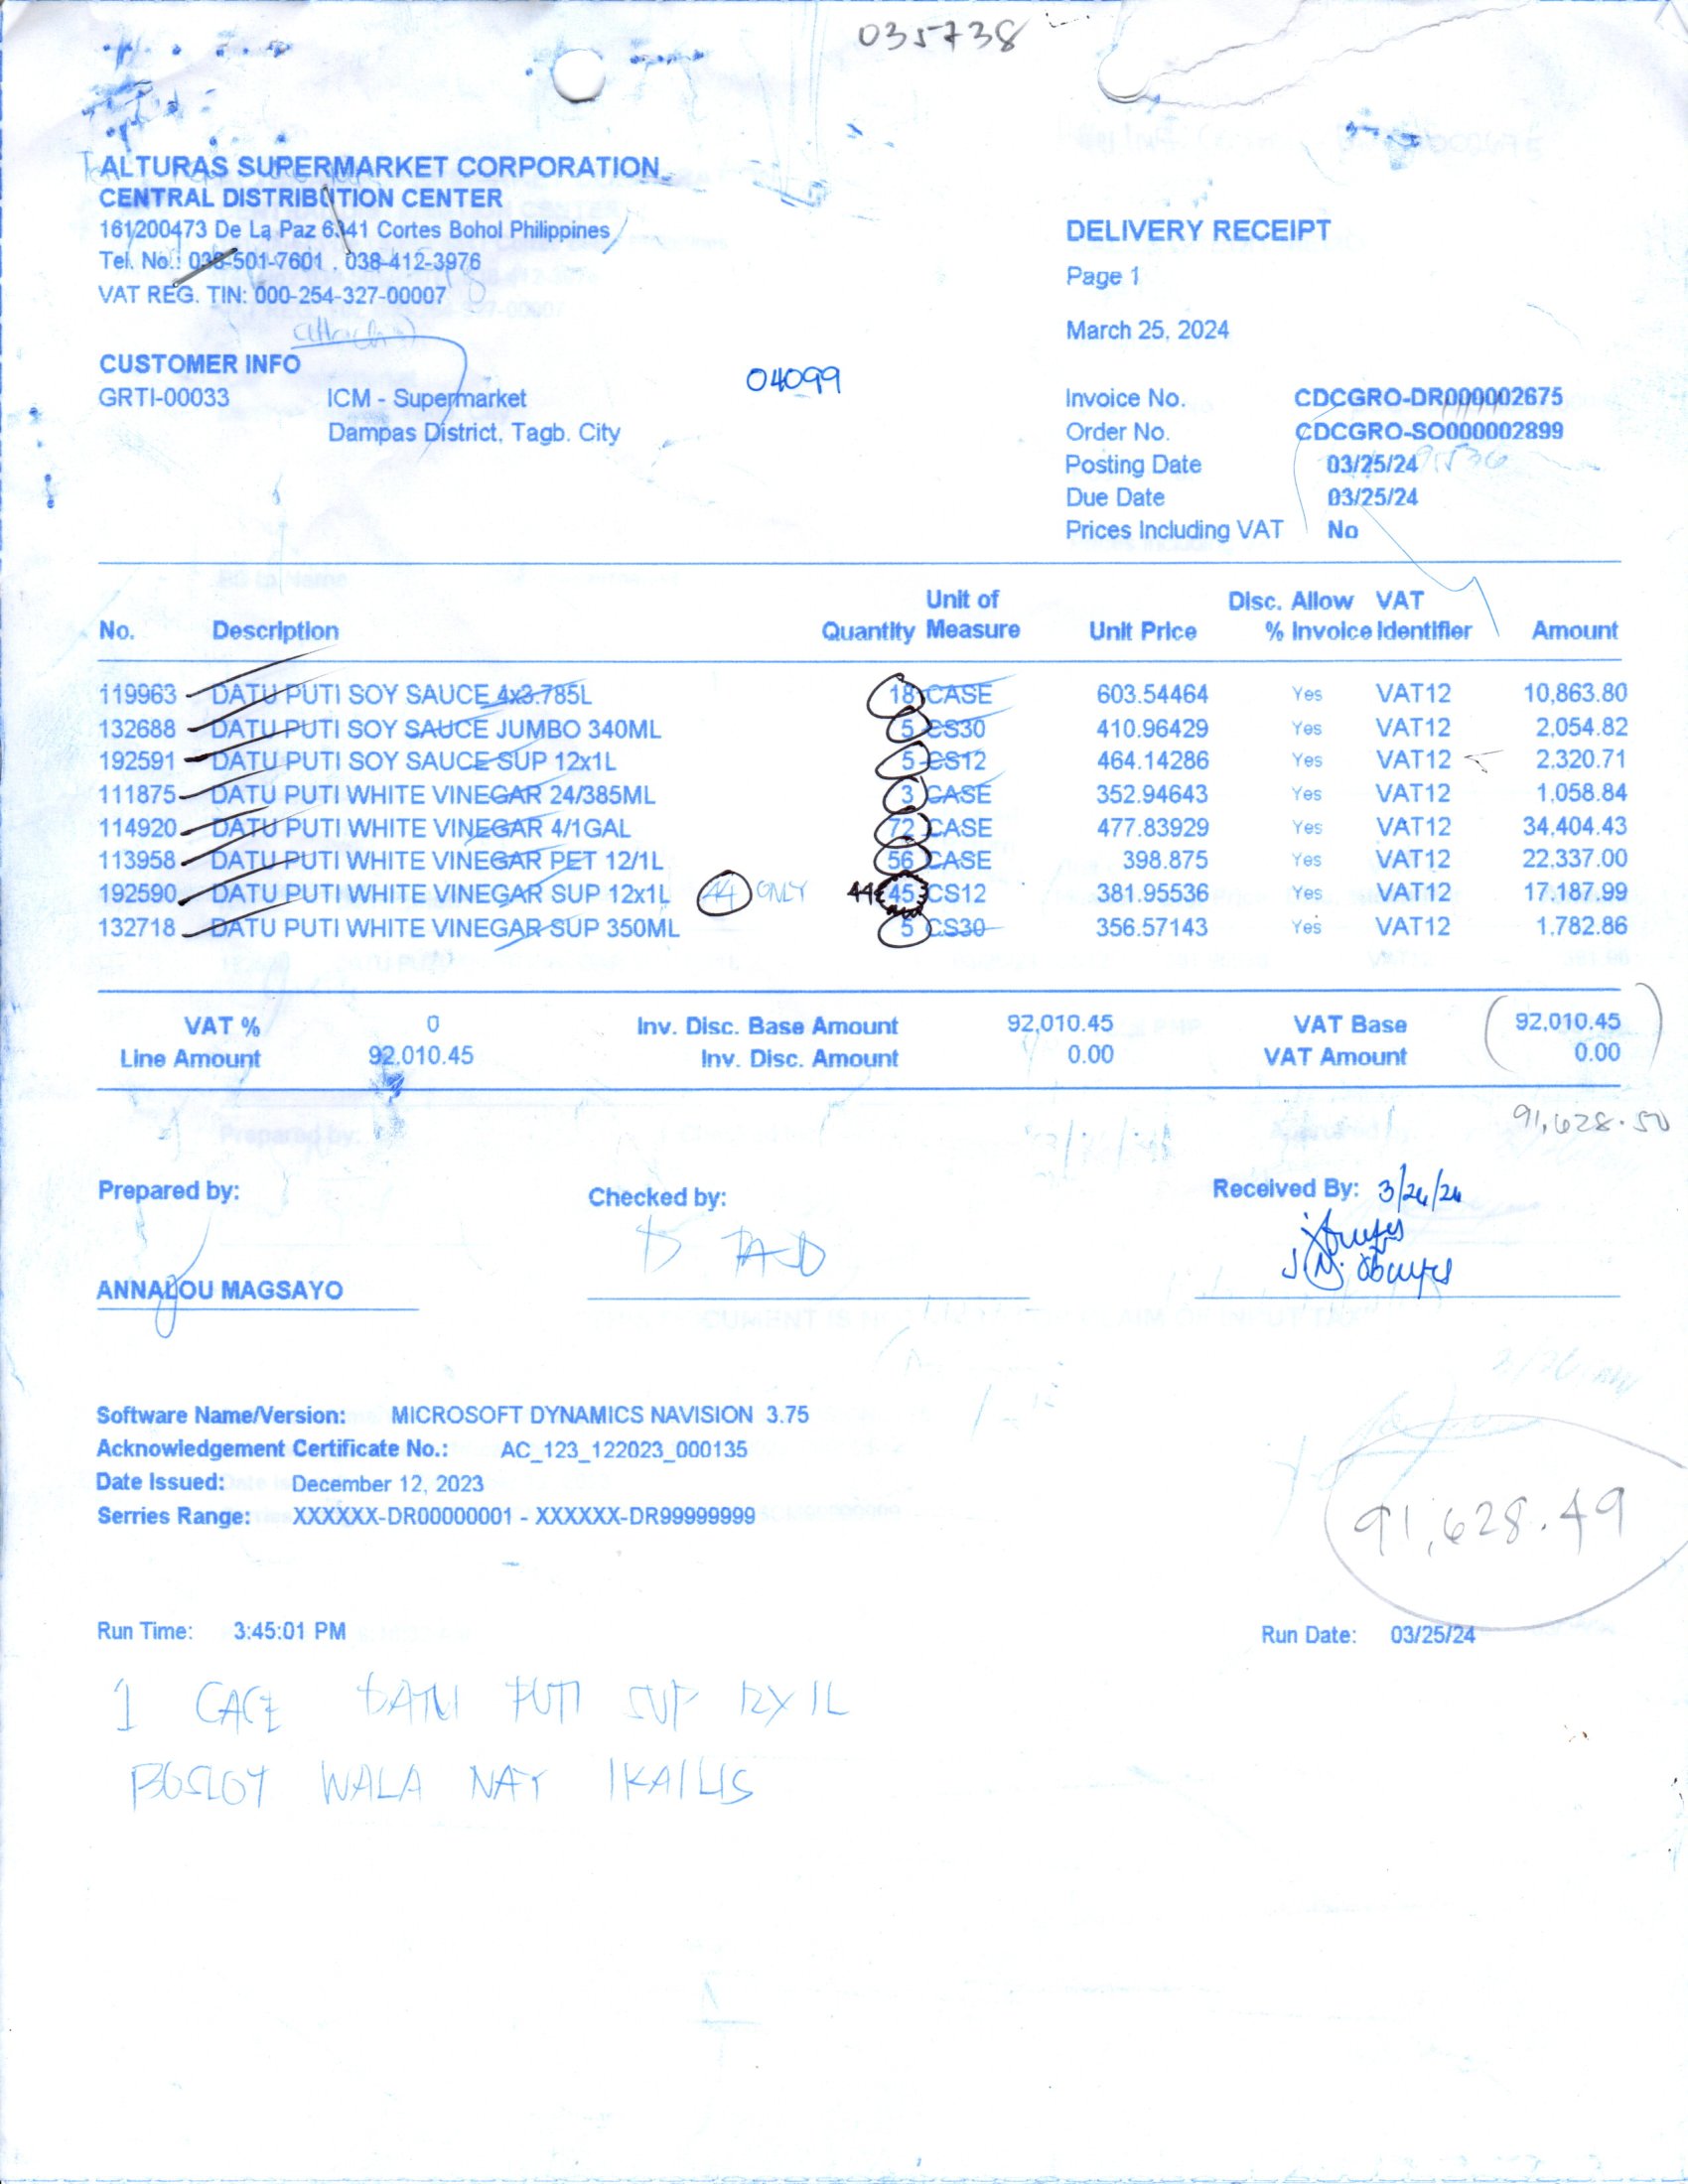 035738
ALTURAS SUPERMARKET CORPORATION
CENTRAL DISTRIBUTION CENTER
161200473 De La Paz 6341 Cortes Bohol Philippines
Tel. No.: 038-501-7601 , 038-412-3976
VAT REG. TIN: 000-254-327-00007
DELIVERY RECEIPT
Page 1
March 25, 2024
CUSTOMER INFO
GRTI-00033 ICM - Supermarket
Dampas District, Tagb. City
04099
Invoice No. CDCGRO-DR000002675
Order No. CDCGRO-SO000002899
Posting Date 03/25/24
Due Date 03/25/24
Prices Including VAT No
No. Description Quantity Unit of Measure Unit Price Disc. % Allow Invoice VAT Identifier Amount
119963 DATU PUTI SOY SAUCE 4x3.785L 18 CASE 603.54464 Yes VAT12 10,863.80
132688 DATU PUTI SOY SAUCE JUMBO 340ML 5 CS30 410.96429 Yes VAT12 2,054.82
192591 DATU PUTI SOY SAUCE SUP 12x1L 5 CS12 464.14286 Yes VAT12 2,320.71
111875 DATU PUTI WHITE VINEGAR 24/385ML 3 CASE 352.94643 Yes VAT12 1,058.84
114920 DATU PUTI WHITE VINEGAR 4/1GAL 72 CASE 477.83929 Yes VAT12 34,404.43
113958 DATU PUTI WHITE VINEGAR PET 12/1L 56 CASE 398.875 Yes VAT12 22,337.00
192590 DATU PUTI WHITE VINEGAR SUP 12x1L 44 ONLY 44 45 CS12 381.95536 Yes VAT12 17,187.99
132718 DATU PUTI WHITE VINEGAR SUP 350ML 5 CS30 356.57143 Yes VAT12 1,782.86
VAT % 0 Inv. Disc. Base Amount 92,010.45 VAT Base 92,010.45
Line Amount 92,010.45 Inv. Disc. Amount 0.00 VAT Amount 0.00
91,628.50
Prepared by: Checked by: Received By: 3/26/24
ANNALOU MAGSAYO
Software Name/Version: MICROSOFT DYNAMICS NAVISION 3.75
Acknowledgement Certificate No.: AC_123_122023_000135
Date Issued: December 12, 2023
Serries Range: XXXXXX-DR00000001 - XXXXXX-DR99999999
91,628.49
Run Time: 3:45:01 PM Run Date: 03/25/24
1 CASE DATU PUTI SUP 12X1L
BOSLOT WALA NAY IKAILIS